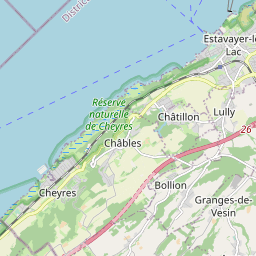 District
Estavayer-le-
Lac
Réserve
naturelle
de Cheyres
Châtillon
Lully
26
Châbles
Bollion
Cheyres
Granges-de-
Vesin